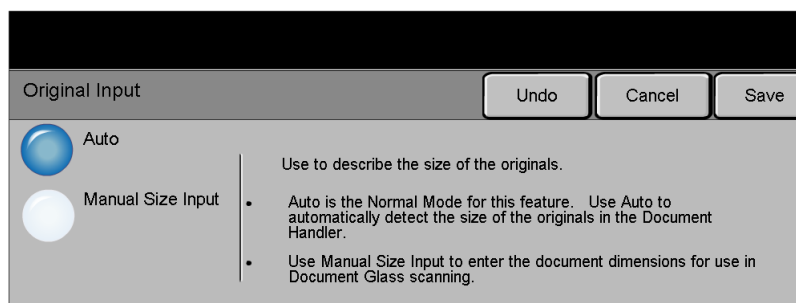 Original Input
Undo
Cancel
Save
Auto
Manual Size Input
Use to describe the size of the originals.
• Auto is the Normal Mode for this feature. Use Auto to
automatically detect the size of the originals in the Document
Handler.
• Use Manual Size Input to enter the document dimensions for use in
Document Glass scanning.